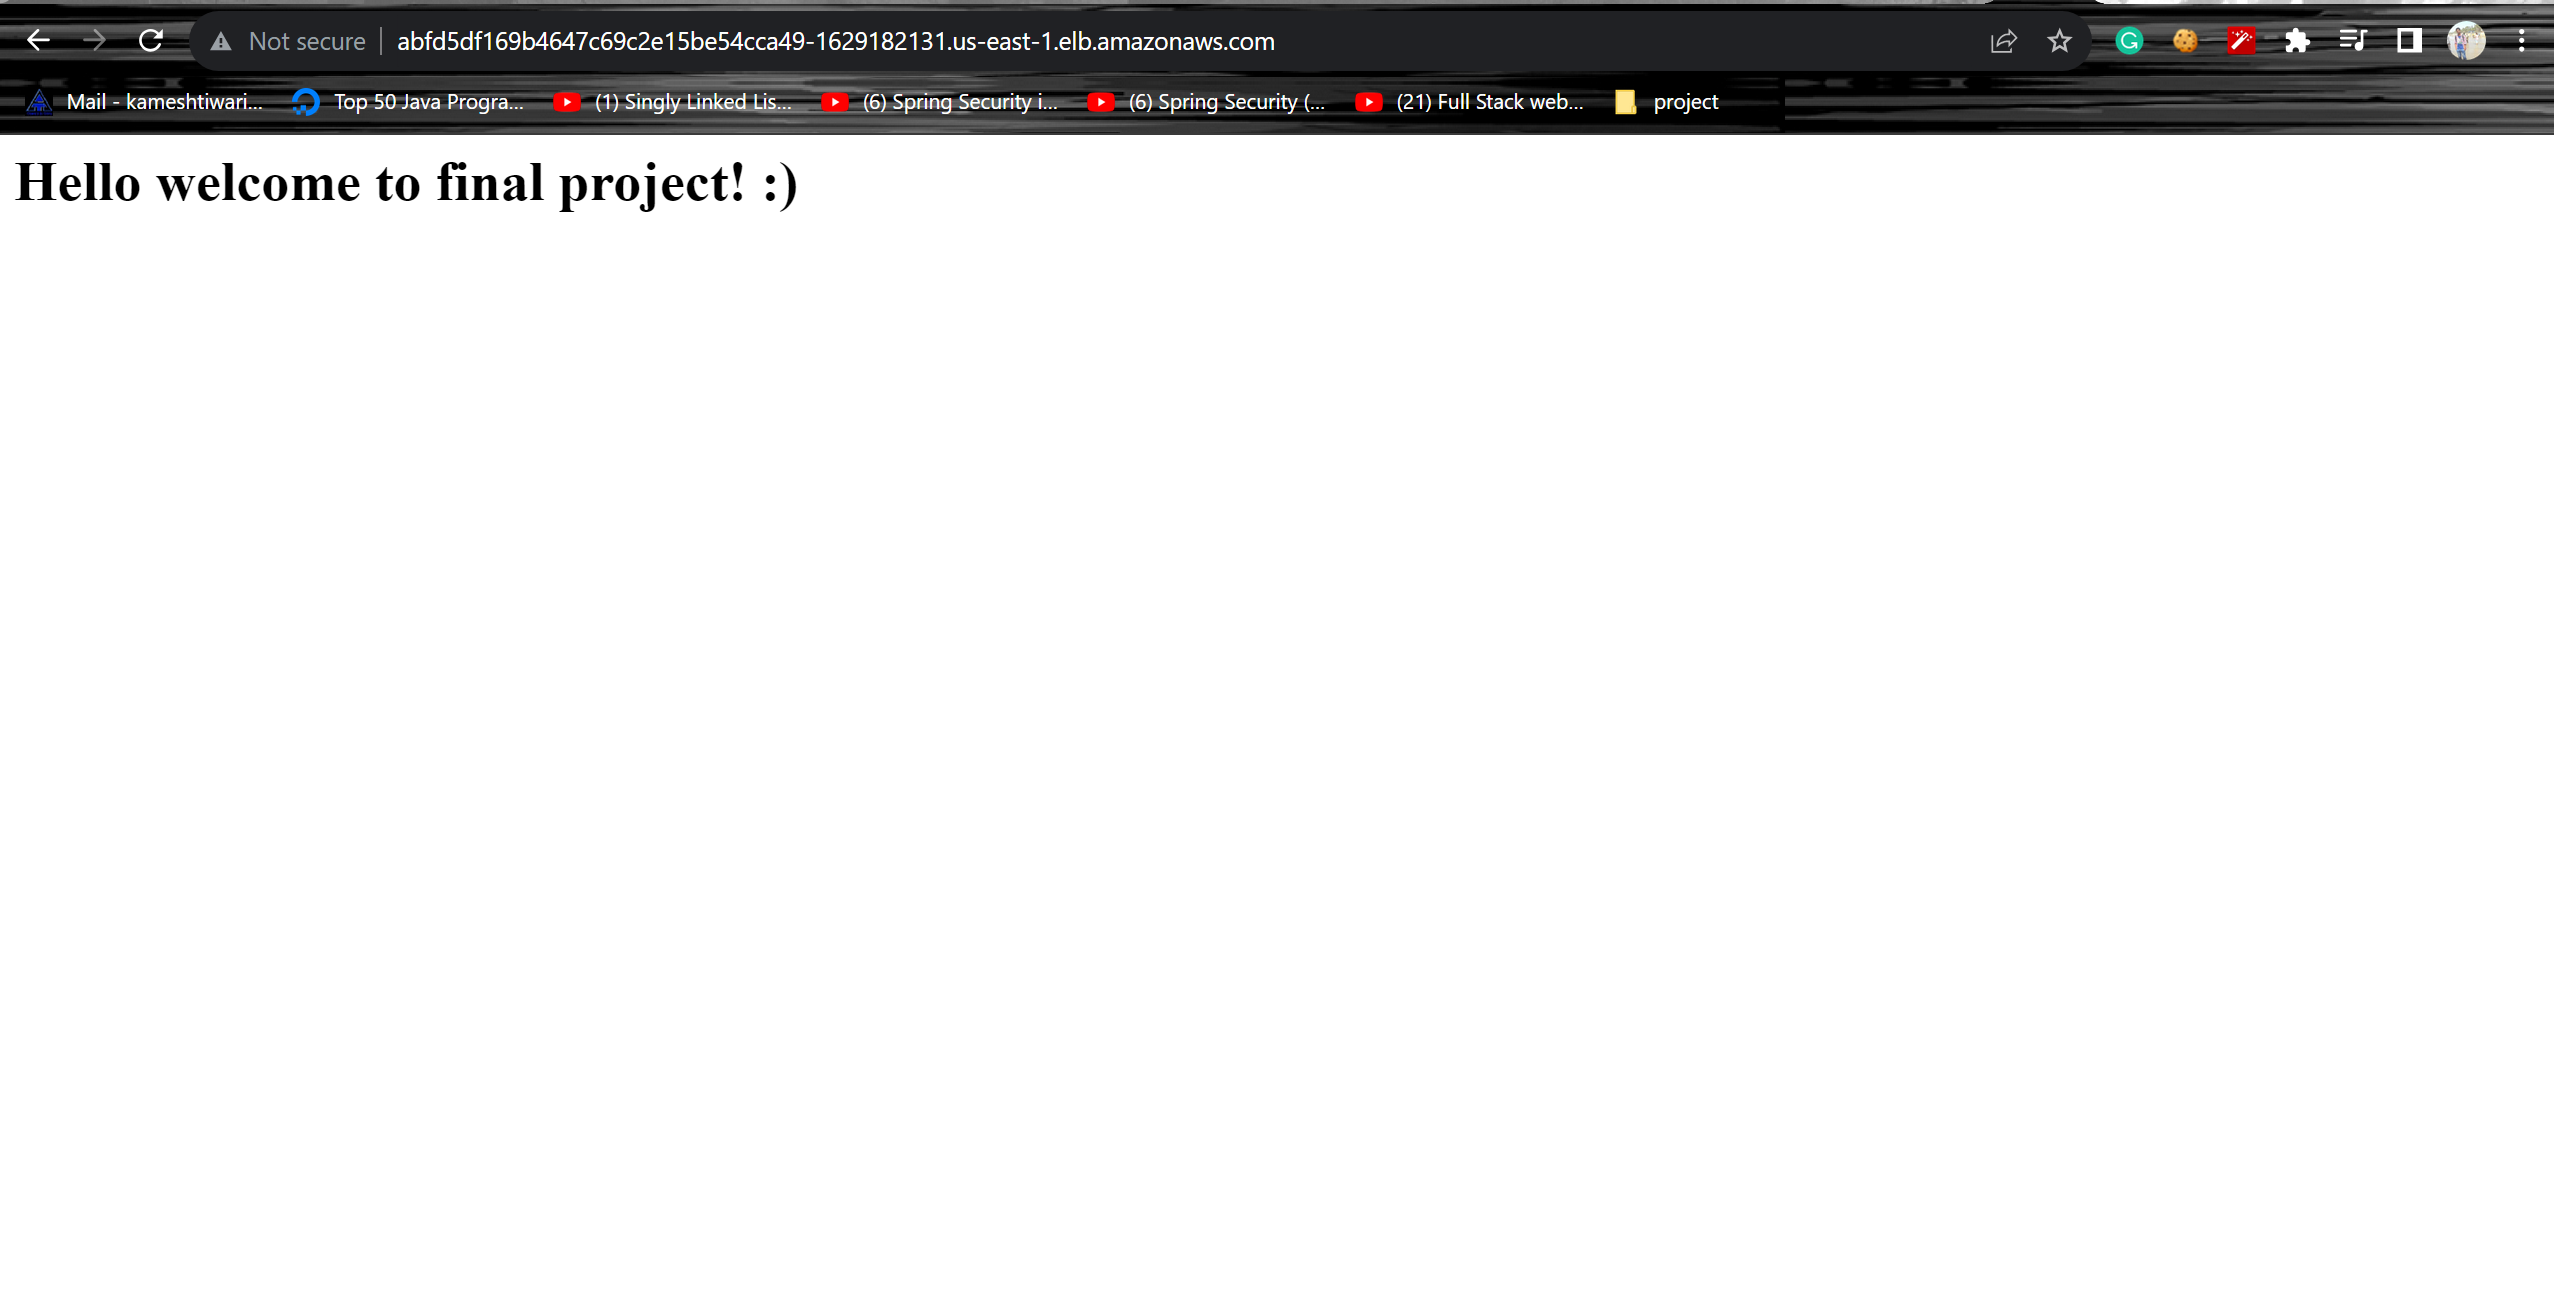 Not secure abfd5df169b4647c69c2e15be54cca49-1629182131.us-east-1.elb.amazonaws.com
Mail - kameshtiwari... Top 50 Java Progra... (1) Singly Linked Lis... (6) Spring Security i... (6) Spring Security (... (21) Full Stack web... project
Hello welcome to final project! :)